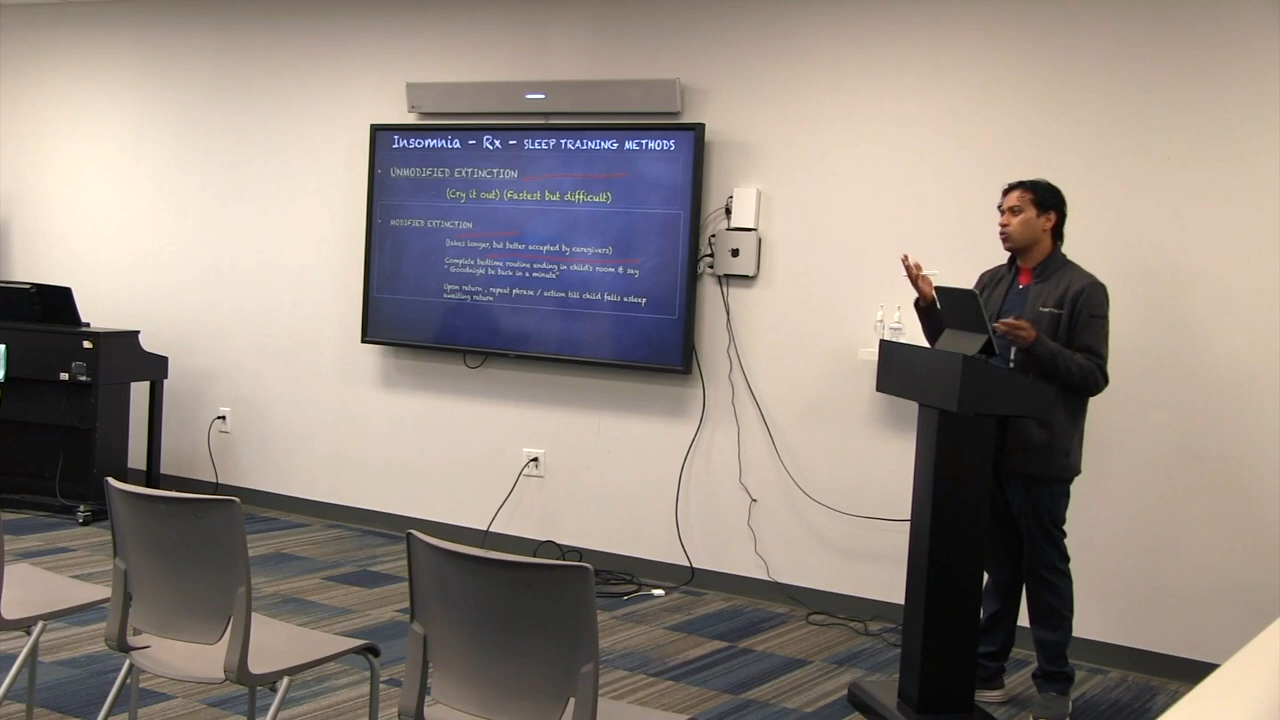 Insomnia - Rx - SLEEP TRAINING METHODS
UNMODIFIED EXTINCTION
(Cry it out) (Fastest but difficult)
MODIFIED EXTINCTION
(takes longer, but better accepted by caregivers)
Complete bedtime routine ending in child's room & say
" Goodnight be back in a minute"
Upon return , repeat phrase / action till child falls asleep
awaiting return